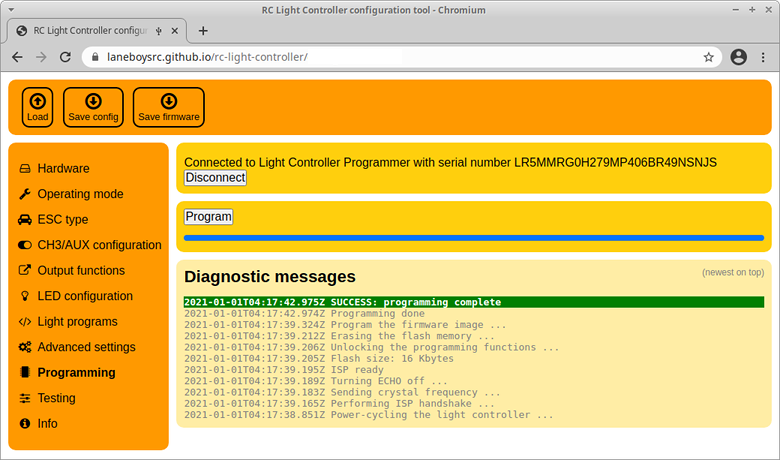 RC Light Controller configuration tool - Chromium
RC Light Controller configur
laneboysrc.github.io/rc-light-controller/
Load Save config Save firmware
Hardware
Operating mode
ESC type
CH3/AUX configuration
Output functions
LED configuration
Light programs
Advanced settings
Programming
Testing
Info
Connected to Light Controller Programmer with serial number LR5MMRG0H279MP406BR49NSNJS
Disconnect
Program
Diagnostic messages (newest on top)
2021-01-01T04:17:42.975Z SUCCESS: programming complete
2021-01-01T04:17:42.974Z Programming done
2021-01-01T04:17:39.324Z Program the firmware image ...
2021-01-01T04:17:39.212Z Erasing the flash memory ...
2021-01-01T04:17:39.206Z Unlocking the programming functions ...
2021-01-01T04:17:39.205Z Flash size: 16 Kbytes
2021-01-01T04:17:39.195Z ISP ready
2021-01-01T04:17:39.189Z Turning ECHO off ...
2021-01-01T04:17:39.183Z Sending crystal frequency ...
2021-01-01T04:17:39.165Z Performing ISP handshake ...
2021-01-01T04:17:38.851Z Power-cycling the light controller ...